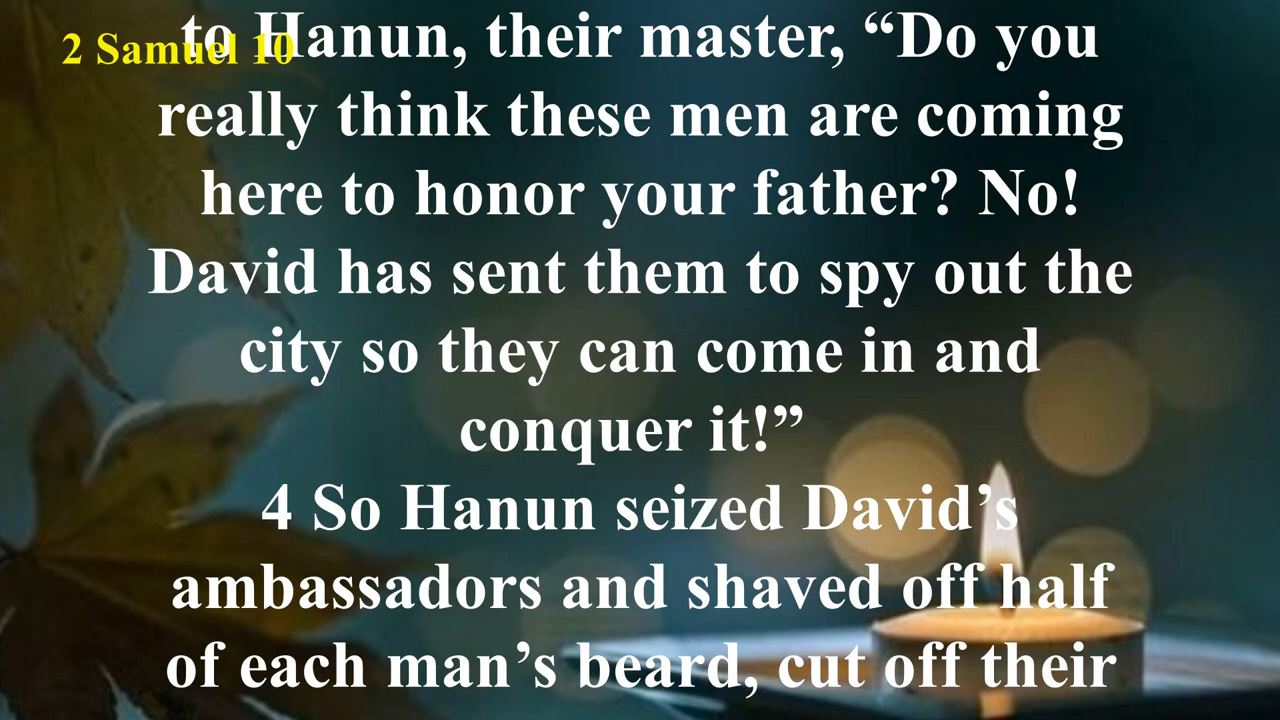 2 Samuel 10
to Hanun, their master, “Do you
really think these men are coming
here to honor your father? No!
David has sent them to spy out the
city so they can come in and
conquer it!”
4 So Hanun seized David’s
ambassadors and shaved off half
of each man’s beard, cut off their